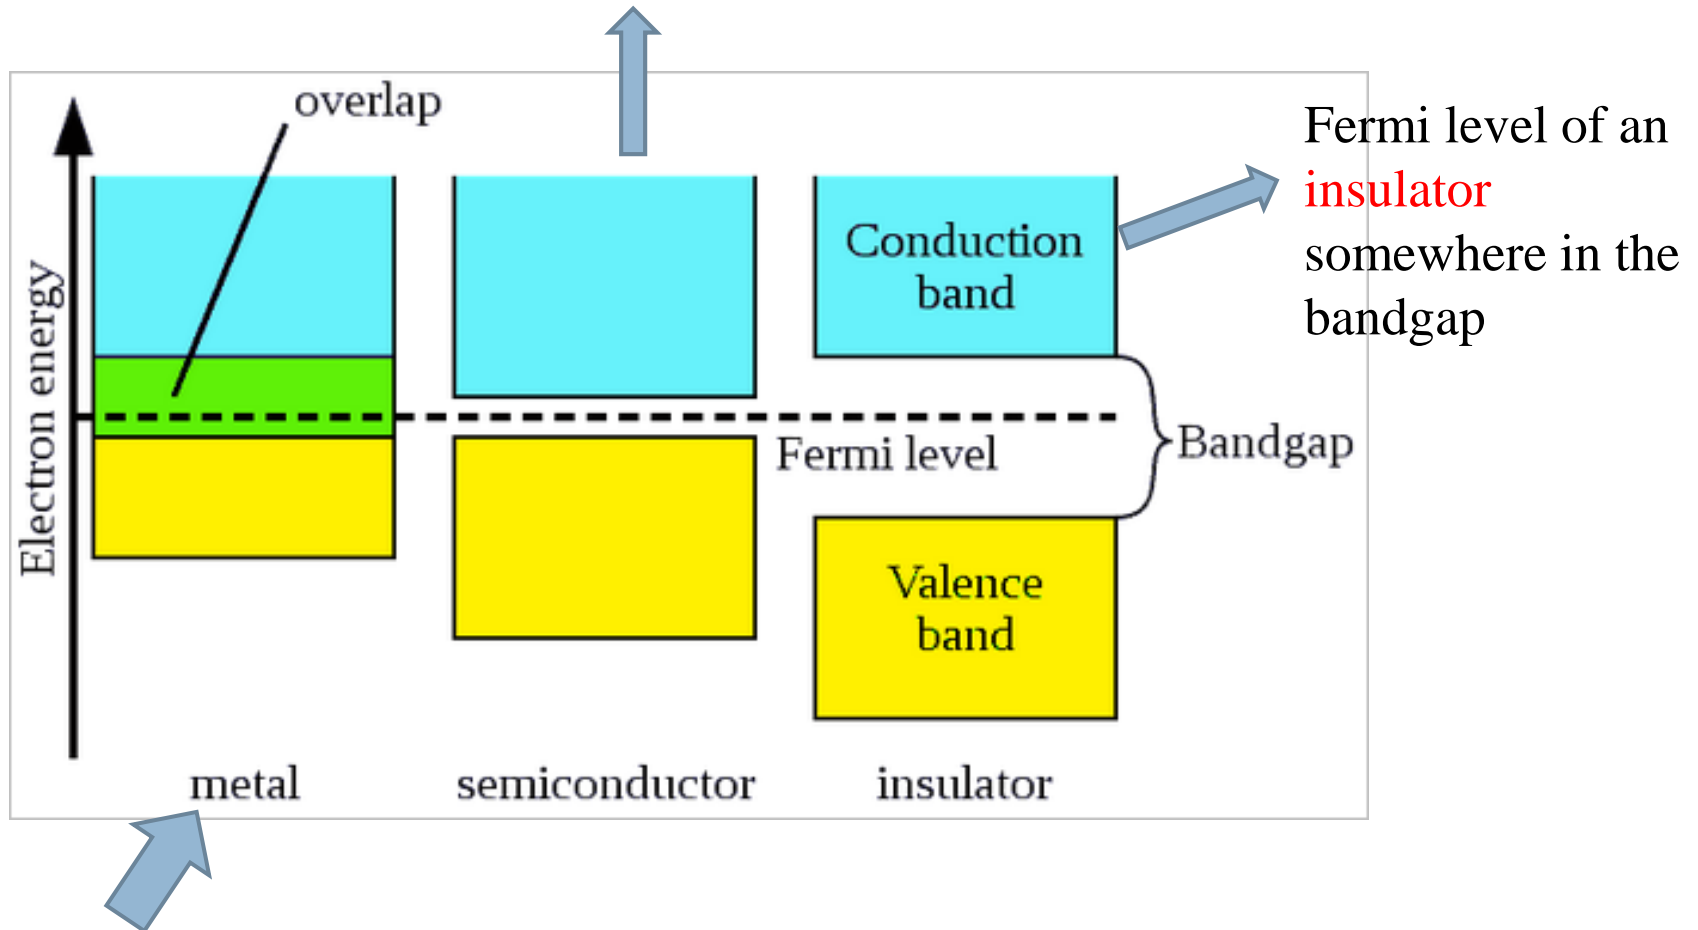 overlap
Fermi level of an
insulator
somewhere in the
bandgap
Electron energy
Conduction
band
Fermi level
Bandgap
Valence
band
metal
semiconductor
insulator